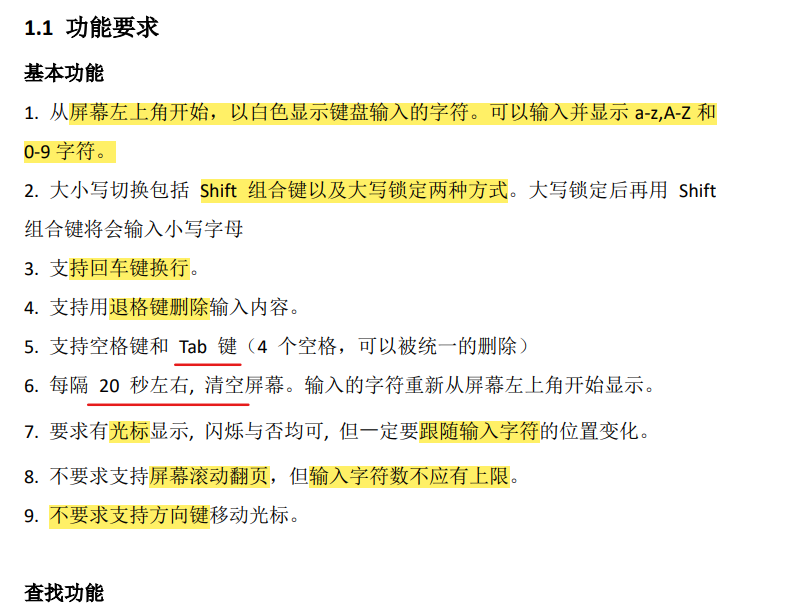 1.1 功能要求
基本功能
1. 从屏幕左上角开始，以白色显示键盘输入的字符。可以输入并显示 a-z,A-Z 和
0-9 字符。
2. 大小写切换包括 Shift 组合键以及大写锁定两种方式。大写锁定后再用 Shift
组合键将会输入小写字母
3. 支持回车键换行。
4. 支持用退格键删除输入内容。
5. 支持空格键和 Tab 键（4 个空格，可以被统一的删除）
6. 每隔 20 秒左右, 清空屏幕。输入的字符重新从屏幕左上角开始显示。
7. 要求有光标显示, 闪烁与否均可, 但一定要跟随输入字符的位置变化。
8. 不要求支持屏幕滚动翻页，但输入字符数不应有上限。
9. 不要求支持方向键移动光标。
查找功能